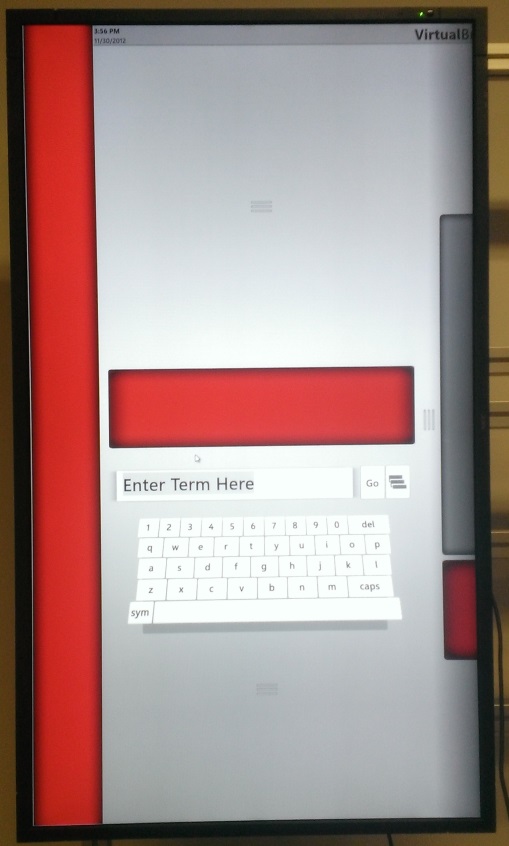 3:56 PM
11/30/2012
Enter Term Here
Go
1 2 3 4 5 6 7 8 9 0 del
q w e r t y u i o p
a s d f g h j k l
z x c v b n m caps
sym